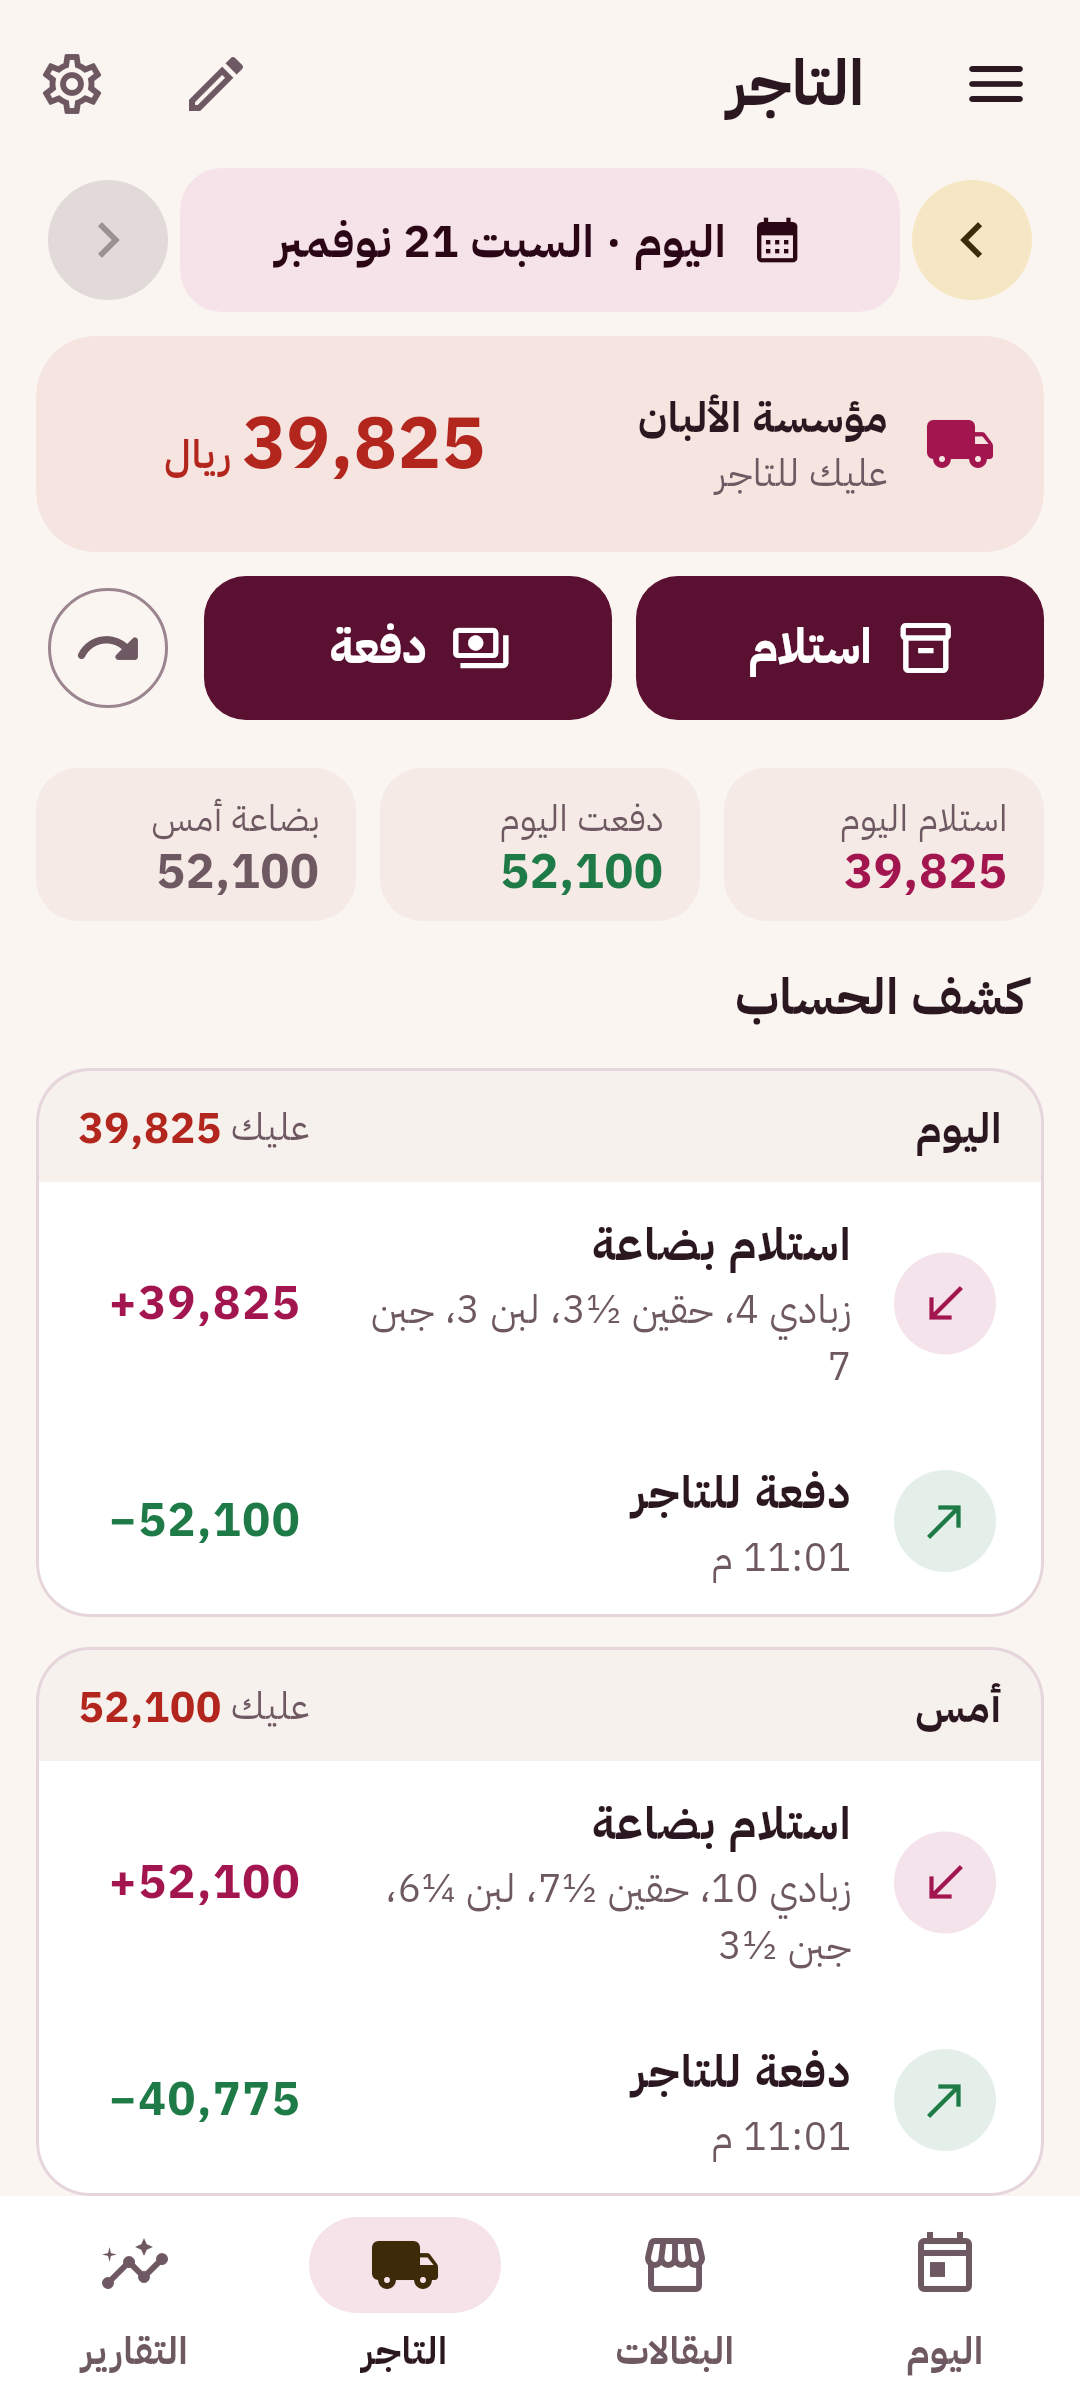 التاجر
اليوم · السبت 21 نوفمبر
مؤسسة الألبان
عليك للتاجر
39,825 ريال
استلام
دفعة
استلام اليوم
39,825
دفعت اليوم
52,100
بضاعة أمس
52,100
كشف الحساب
اليوم
عليك 39,825
استلام بضاعة
زبادي 4، حقين 3½، لبن 3، جبن
7
+39,825
دفعة للتاجر
11:01 م
−52,100
أمس
عليك 52,100
استلام بضاعة
زبادي 10، حقين 7½، لبن 6¼،
جبن 3½
+52,100
دفعة للتاجر
11:01 م
−40,775
اليوم
البقالات
التاجر
التقارير